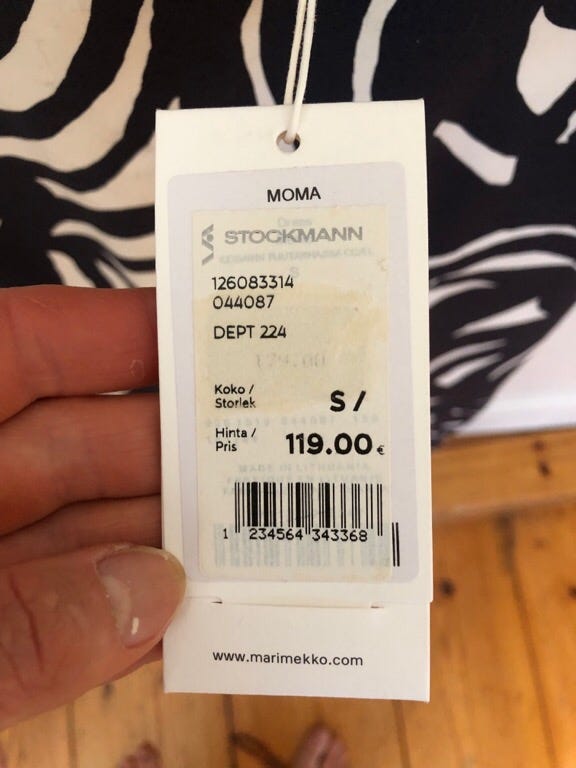 MOMA
STOCKMANN
126083314
044087
DEPT 224
Koko /
Storlek
S /
Hinta /
Pris
119.00 €
MADE IN LITHUANIA
1 234564 343368
www.marimekko.com